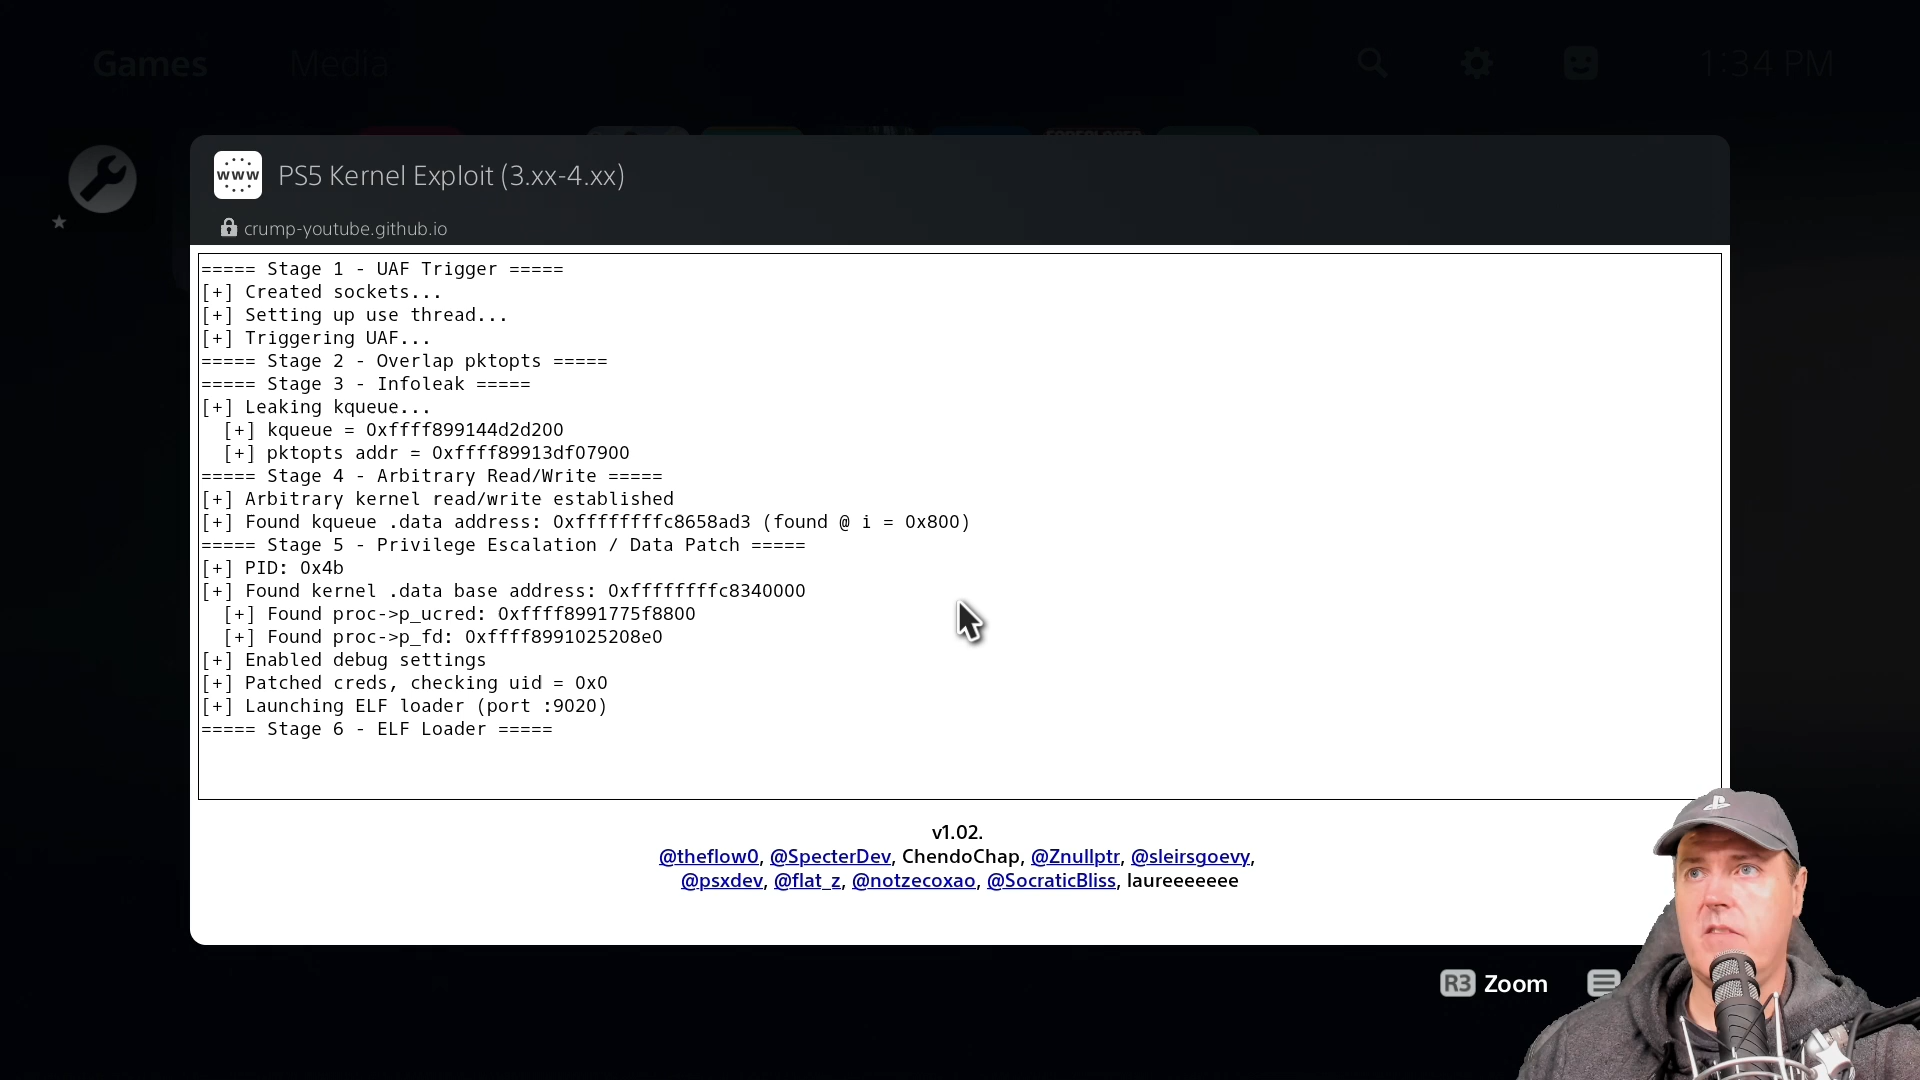 Games
Media
1:34 PM
www
PS5 Kernel Exploit (3.xx-4.xx)
crump-youtube.github.io
===== Stage 1 - UAF Trigger =====
[+] Created sockets...
[+] Setting up use thread...
[+] Triggering UAF...
===== Stage 2 - Overlap pktopts =====
===== Stage 3 - Infoleak =====
[+] Leaking kqueue...
[+] kqueue = 0xffff899144d2d200
[+] pktopts addr = 0xffff89913df07900
===== Stage 4 - Arbitrary Read/Write =====
[+] Arbitrary kernel read/write established
[+] Found kqueue .data address: 0xffffffffc8658ad3 (found @ i = 0x800)
===== Stage 5 - Privilege Escalation / Data Patch =====
[+] PID: 0x4b
[+] Found kernel .data base address: 0xffffffffc8340000
[+] Found proc->p_ucred: 0xffff8991775f8800
[+] Found proc->p_fd: 0xffff8991025208e0
[+] Enabled debug settings
[+] Patched creds, checking uid = 0x0
[+] Launching ELF loader (port :9020)
===== Stage 6 - ELF Loader =====
v1.02.
@theflow0, @SpecterDev, ChendoChap, @Znullptr, @sleirsgoevy,
@psxdev, @flat_z, @notzecoxao, @SocraticBliss, laureeeeeee
R3 Zoom